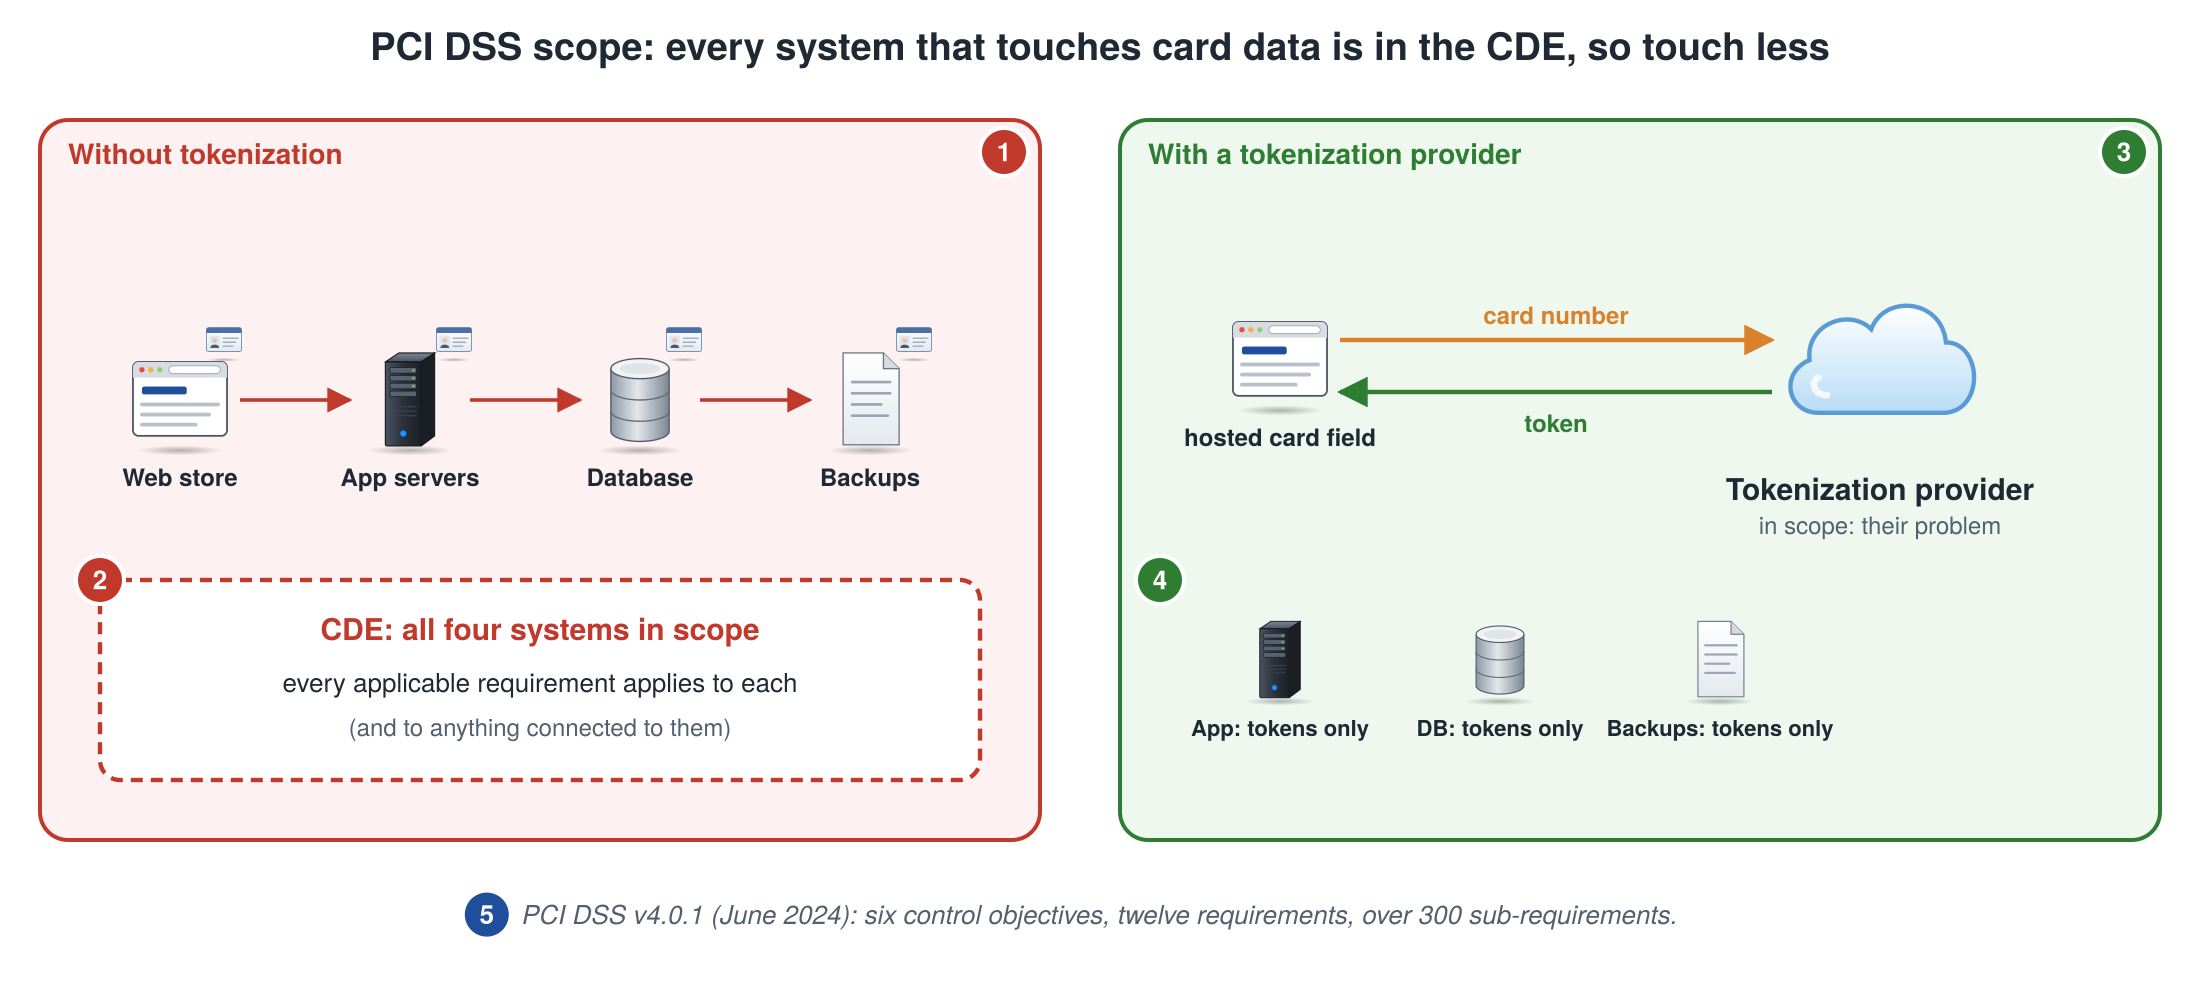 PCI DSS scope: every system that touches card data is in the CDE, so touch less
Without tokenization
1
Web store
App servers
Database
Backups
2
CDE: all four systems in scope
every applicable requirement applies to each
(and to anything connected to them)
With a tokenization provider
3
card number
token
hosted card field
Tokenization provider
in scope: their problem
4
App: tokens only
DB: tokens only
Backups: tokens only
5
PCI DSS v4.0.1 (June 2024): six control objectives, twelve requirements, over 300 sub-requirements.